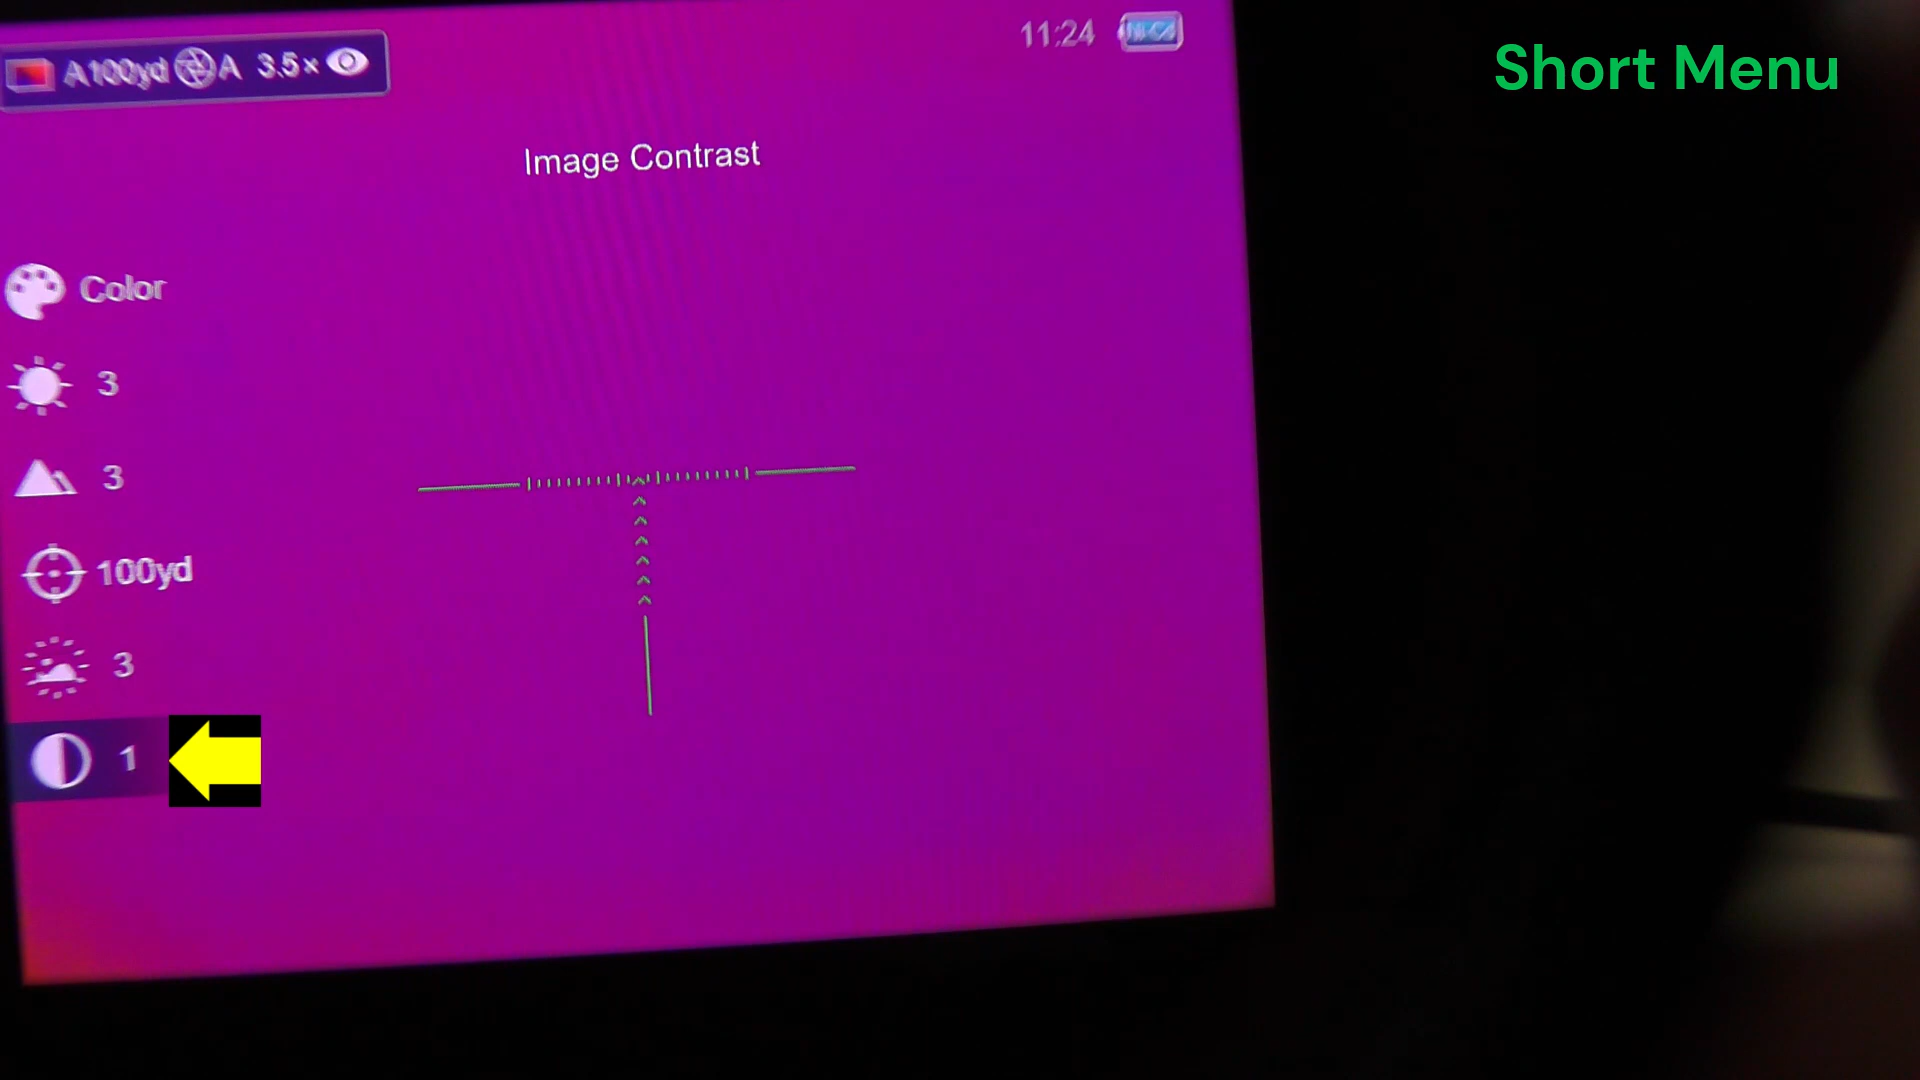 A100yd A 3.5×
11:24
Short Menu
Image Contrast
Color
3
3
100yd
3
1